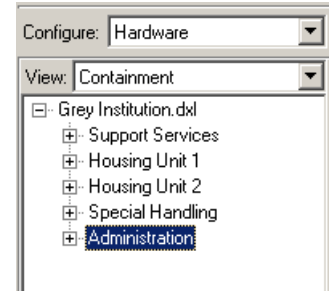 Configure: Hardware
View: Containment
Grey Institution.dxl
Support Services
Housing Unit 1
Housing Unit 2
Special Handling
Administration